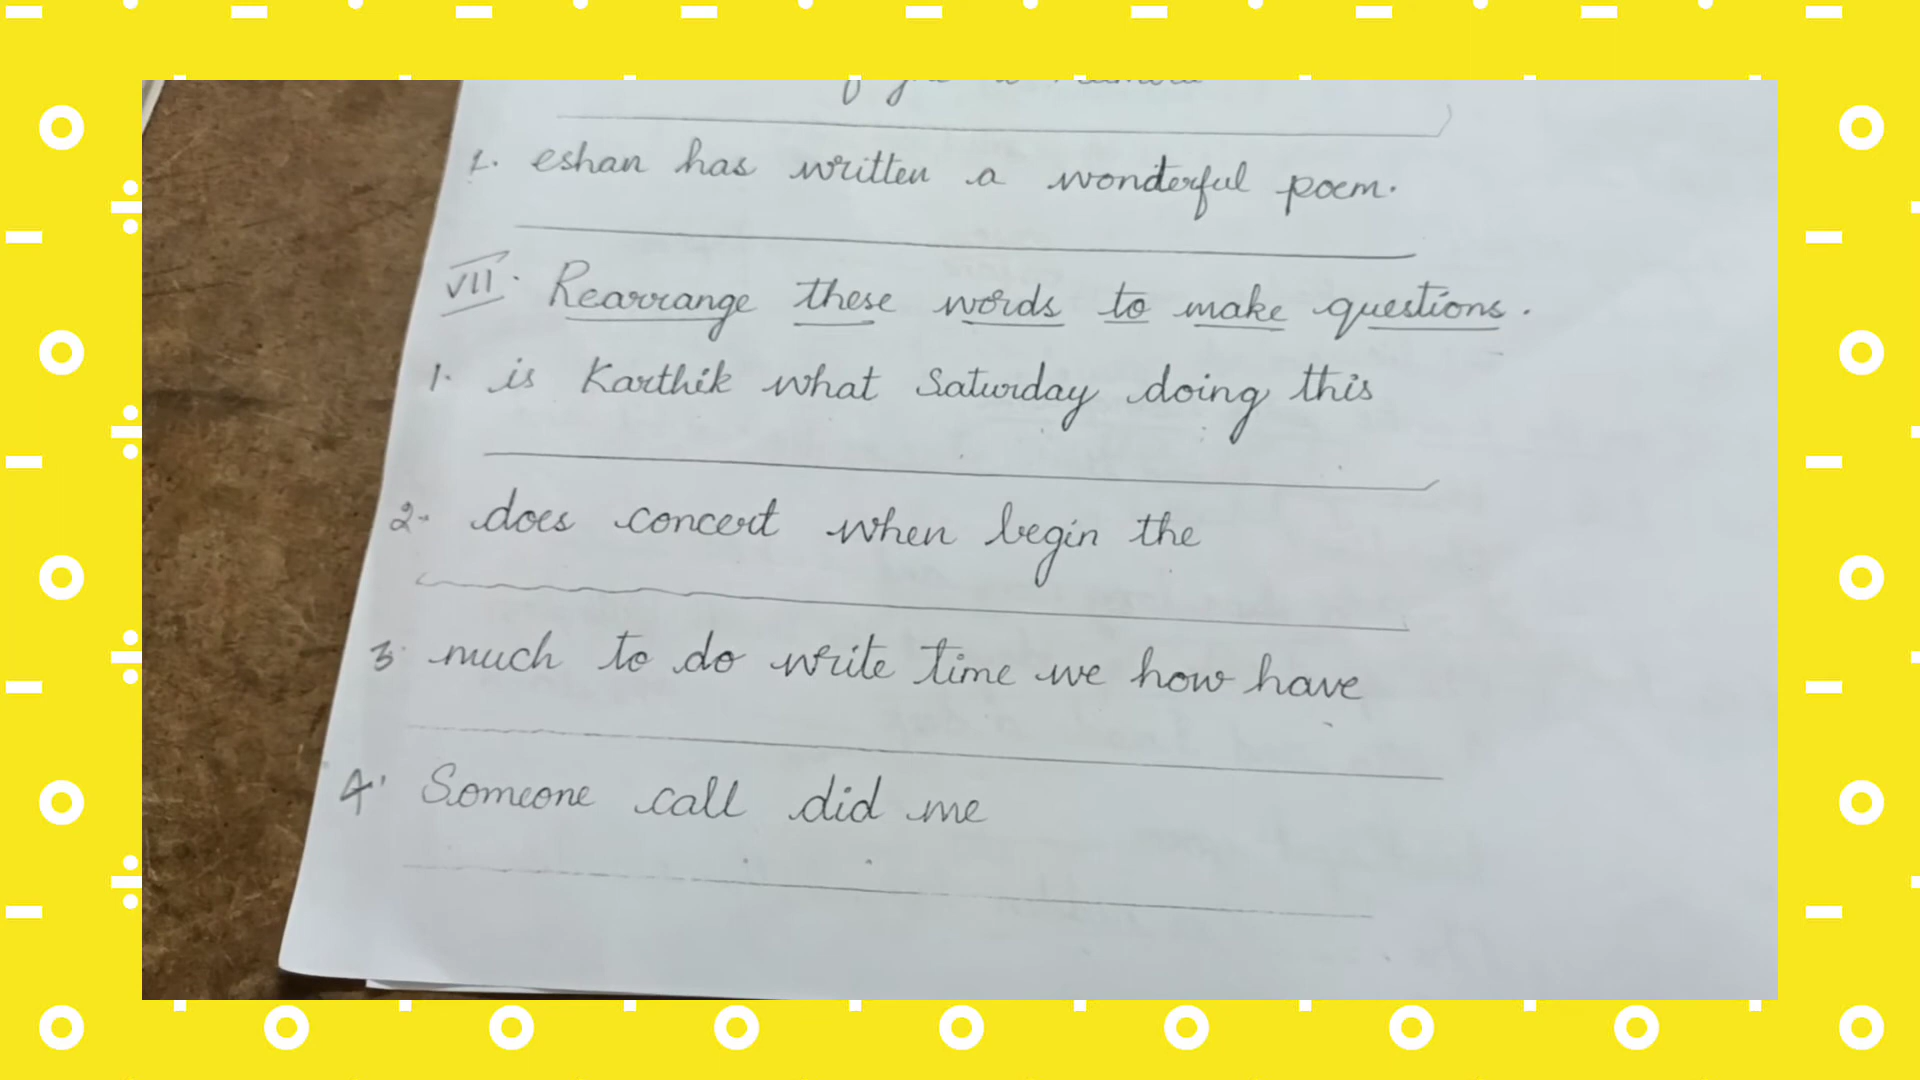 2. eshan has written a wonderful poem.
VII. Rearrange these words to make questions.
1. is Karthik what Saturday doing this
2. does concert when begin the
3. much to do write time we how have
4. Someone call did me